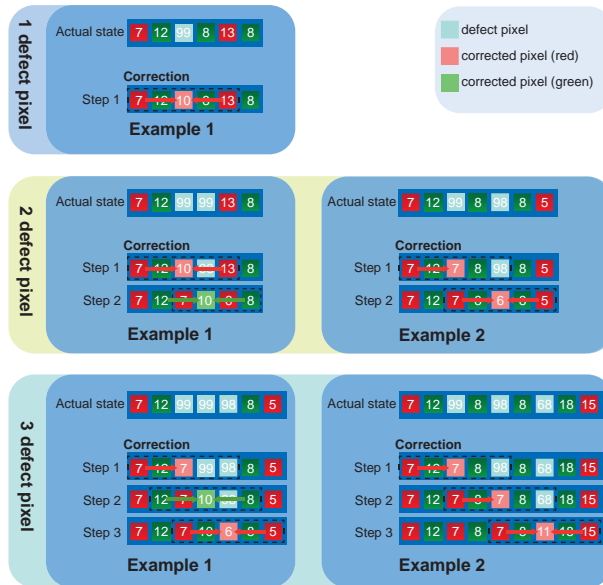 1 defect pixel
Actual state 7 12 99 8 13 8
Correction
Step 1 7 12 10 8 13 8
Example 1
defect pixel
corrected pixel (red)
corrected pixel (green)
2 defect pixel
Actual state 7 12 99 99 13 8
Correction
Step 1 7 12 10 13 8
Step 2 7 12 7 10 8
Example 1
Actual state 7 12 99 8 98 8 5
Correction
Step 1 7 12 7 8 98 8 5
Step 2 7 12 7 8 6 8 5
Example 2
3 defect pixel
Actual state 7 12 99 99 98 8 5
Correction
Step 1 7 12 7 99 98 8 5
Step 2 7 12 7 10 98 8 5
Step 3 7 12 7 10 6 8 5
Example 1
Actual state 7 12 99 8 98 8 68 18 15
Correction
Step 1 7 12 7 8 98 8 68 18 15
Step 2 7 12 7 8 7 8 68 18 15
Step 3 7 12 7 8 7 8 11 18 15
Example 2